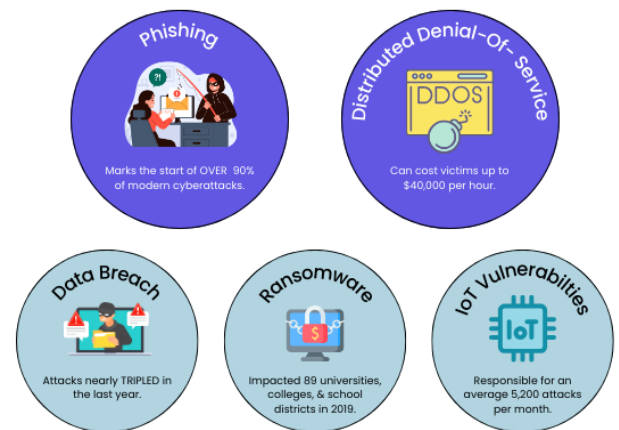 Phishing
?!
Marks the start of OVER 90%
of modern cyberattacks.
Distributed Denial-Of- Service
DDOS
Can cost victims up to
$40,000 per hour.
Data Breach
Attacks nearly TRIPLED in
the last year.
Ransomware
$
Impacted 89 universities,
colleges, & school
districts in 2019.
IoT Vulnerabilties
IoT
Responsible for an
average 5,200 attacks
per month.